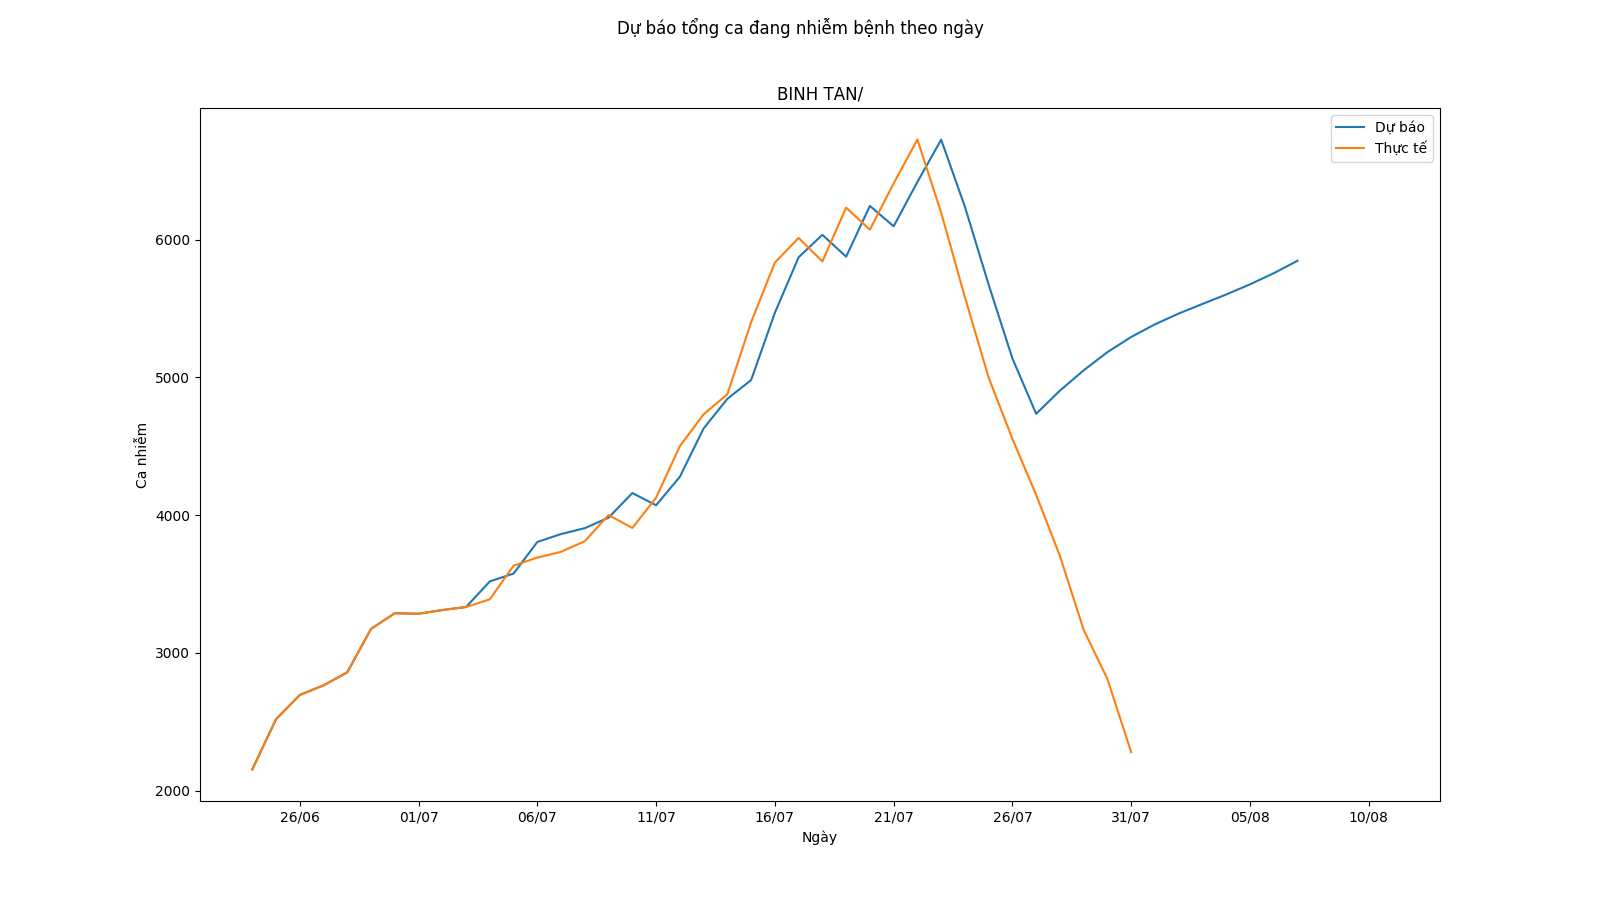 Dự báo tổng ca đang nhiễm bệnh theo ngày
BINH TAN/
Dự báo
Thực tế
Ca nhiễm
6000
5000
4000
3000
2000
26/06 01/07 06/07 11/07 16/07 21/07 26/07 31/07 05/08 10/08
Ngày